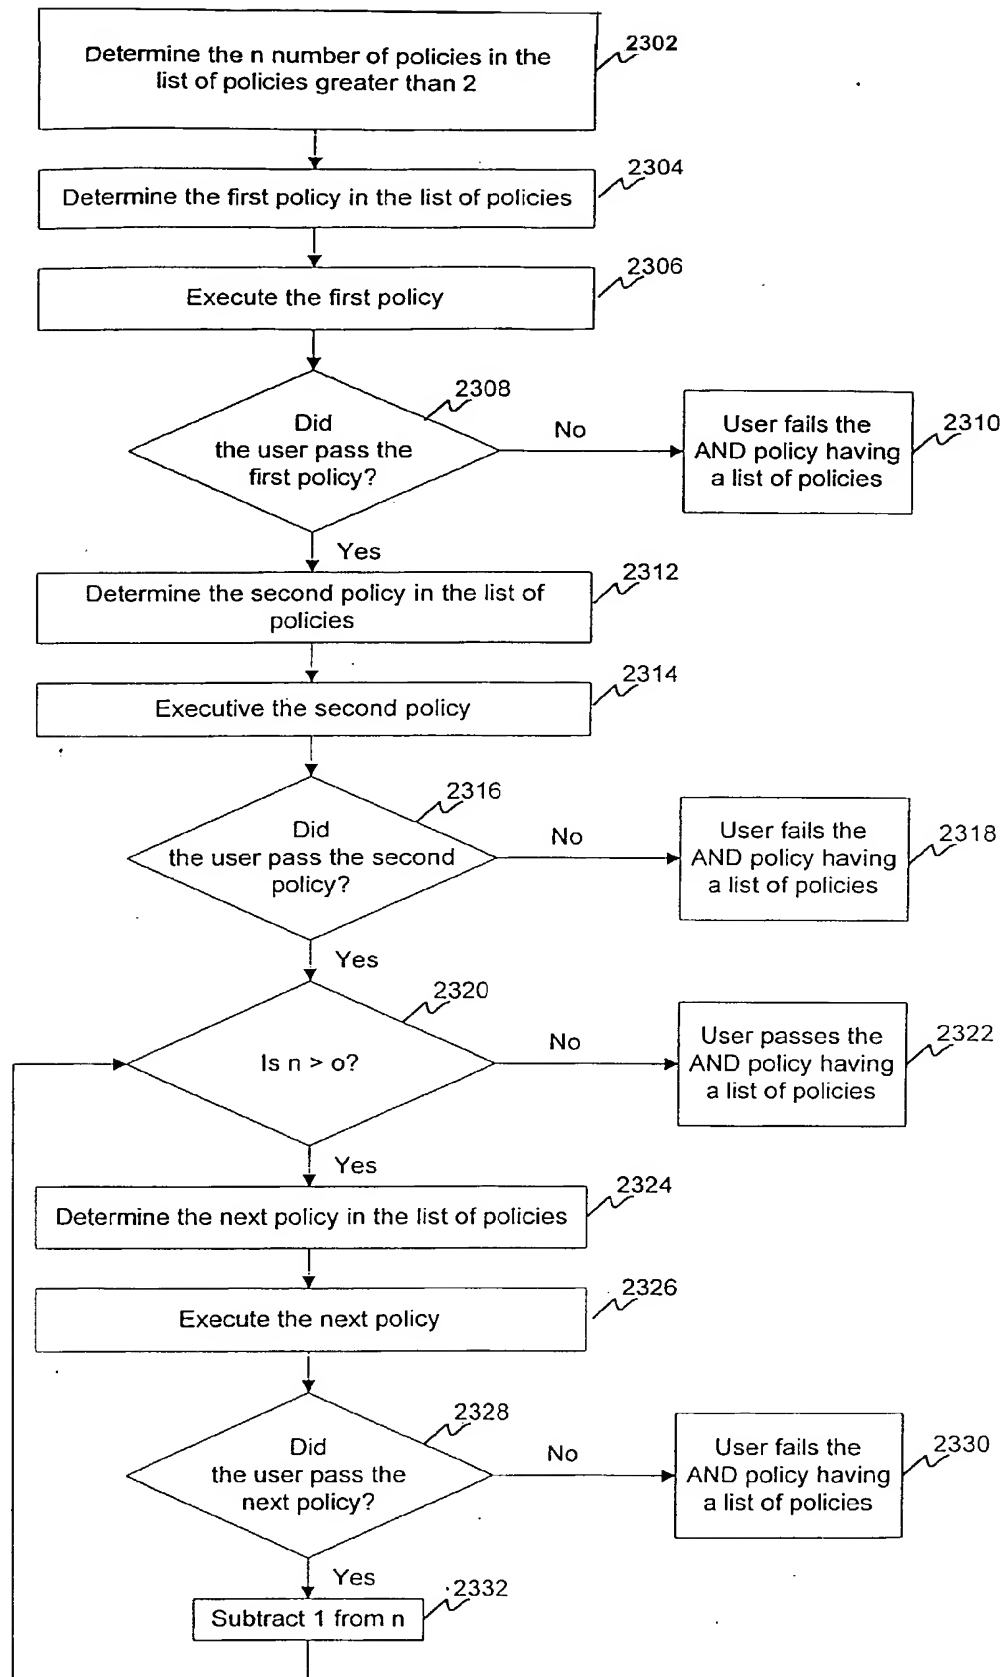 Determine the n number of policies in the
list of policies greater than 2
2302
Determine the first policy in the list of policies
2304
Execute the first policy
2306
Did
the user pass the
first policy?
2308
No
User fails the
AND policy having
a list of policies
2310
Yes
Determine the second policy in the list of
policies
2312
Executive the second policy
2314
Did
the user pass the second
policy?
2316
No
User fails the
AND policy having
a list of policies
2318
Yes
Is n > o?
2320
No
User passes the
AND policy having
a list of policies
2322
Yes
Determine the next policy in the list of policies
2324
Execute the next policy
2326
Did
the user pass the
next policy?
2328
No
User fails the
AND policy having
a list of policies
2330
Yes
Subtract 1 from n
2332